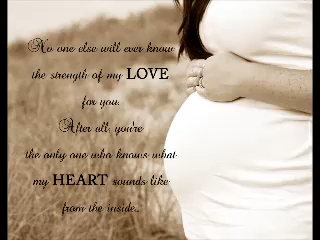 No one else will ever know
the strength of my LOVE
for you.
After all, you're
the only one who knows what
my HEART sounds like
from the inside..